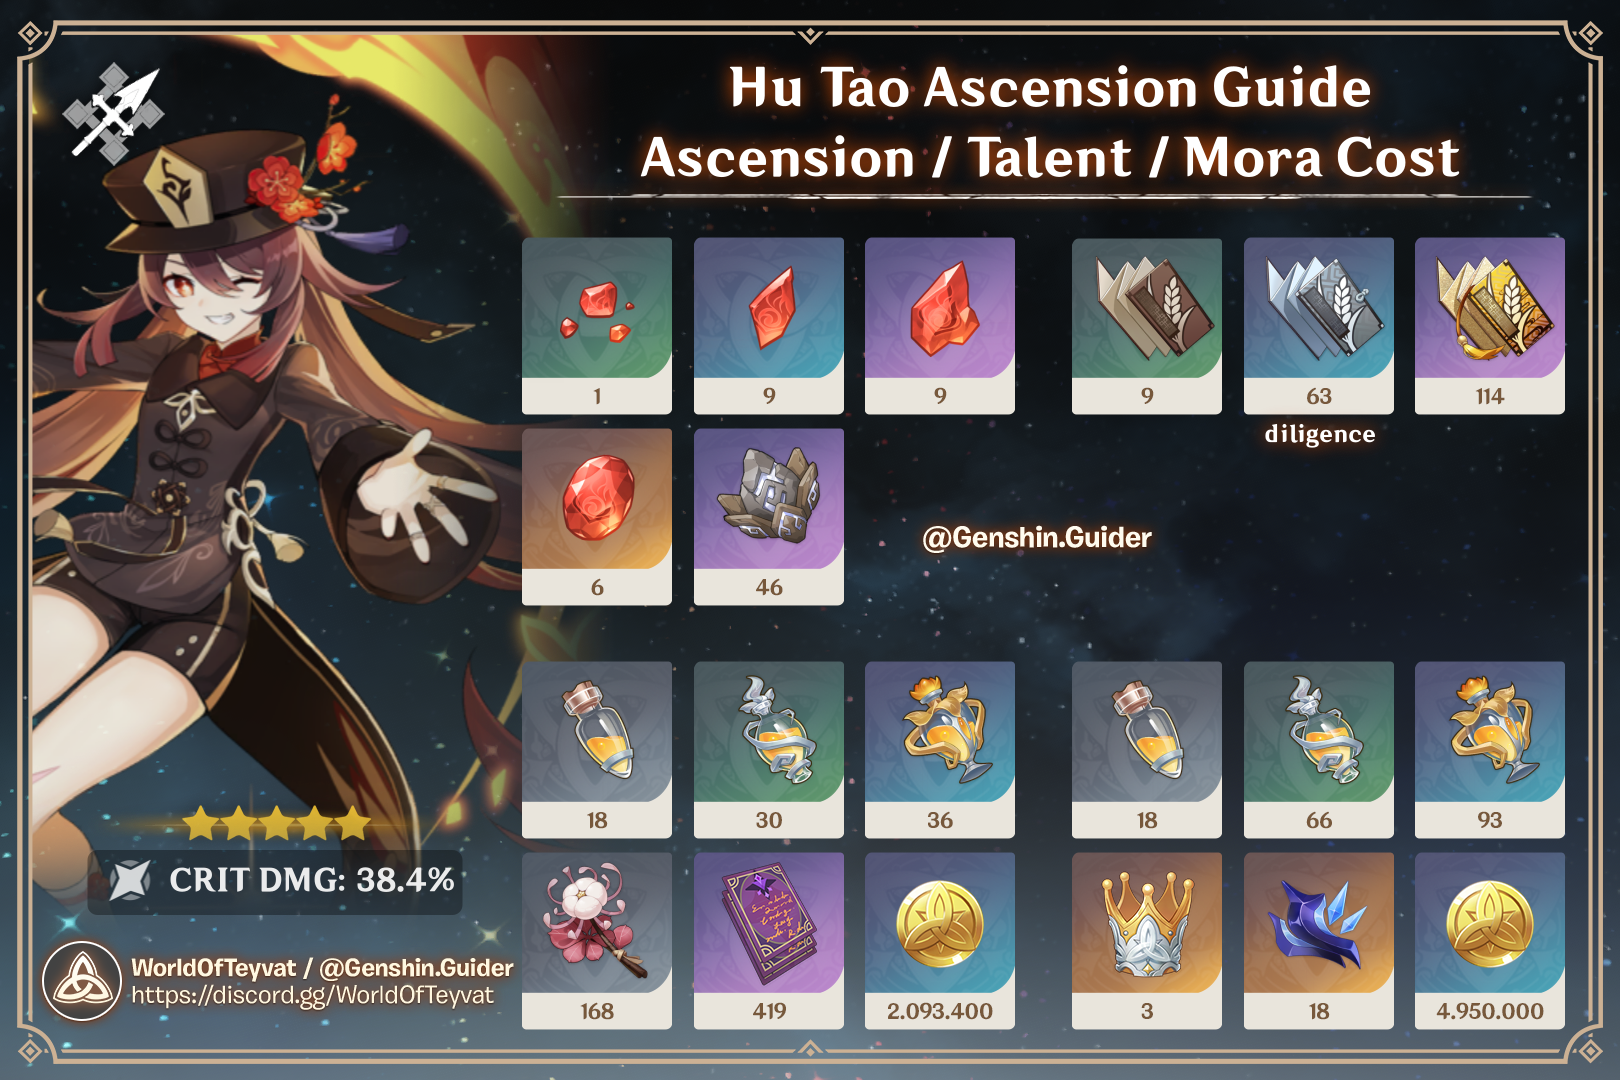 Hu Tao Ascension Guide
Ascension / Talent / Mora Cost
1
9
9
9
63
114
diligence
6
46
@Genshin.Guider
18
30
36
18
66
93
168
419
2.093.400
3
18
4.950.000
CRIT DMG: 38.4%
WorldOfTeyvat / @Genshin.Guider
https://discord.gg/WorldOfTeyvat